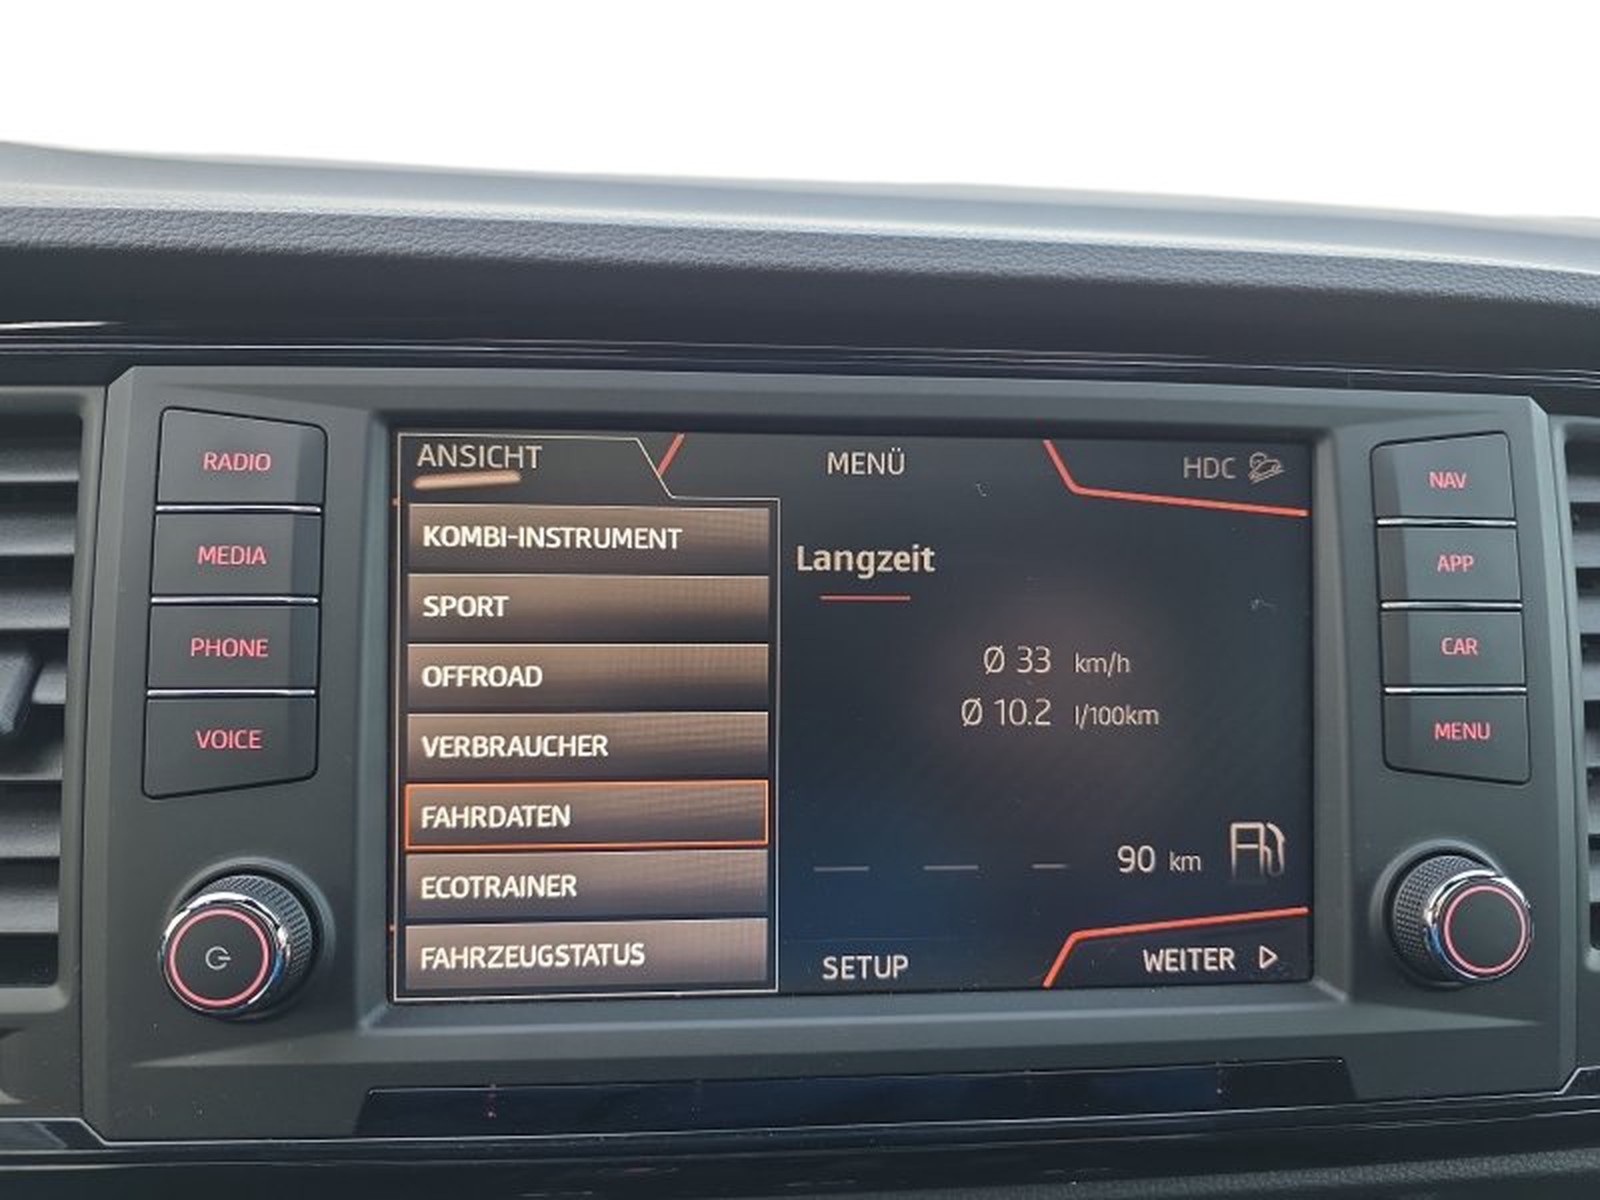 RADIO
MEDIA
PHONE
VOICE
ANSICHT
MENÜ
HDC
KOMBI-INSTRUMENT
SPORT
OFFROAD
VERBRAUCHER
FAHRDATEN
ECOTRAINER
FAHRZEUGSTATUS
Langzeit
Ø 33 km/h
Ø 10.2 l/100km
90 km
SETUP
WEITER
NAV
APP
CAR
MENU